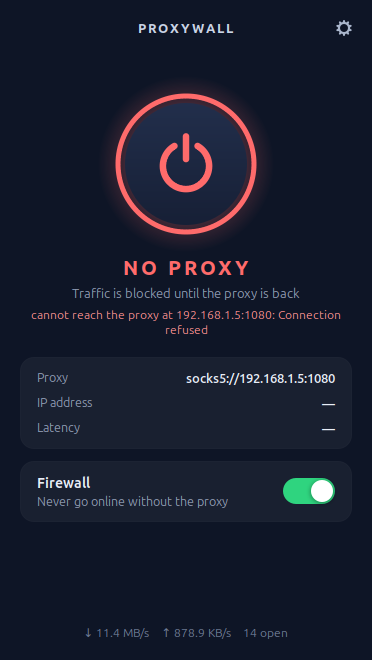 PROXYWALL
NO PROXY
Traffic is blocked until the proxy is back
cannot reach the proxy at 192.168.1.5:1080: Connection
refused
Proxy socks5://192.168.1.5:1080
IP address —
Latency —
Firewall
Never go online without the proxy
↓ 11.4 MB/s ↑ 878.9 KB/s 14 open